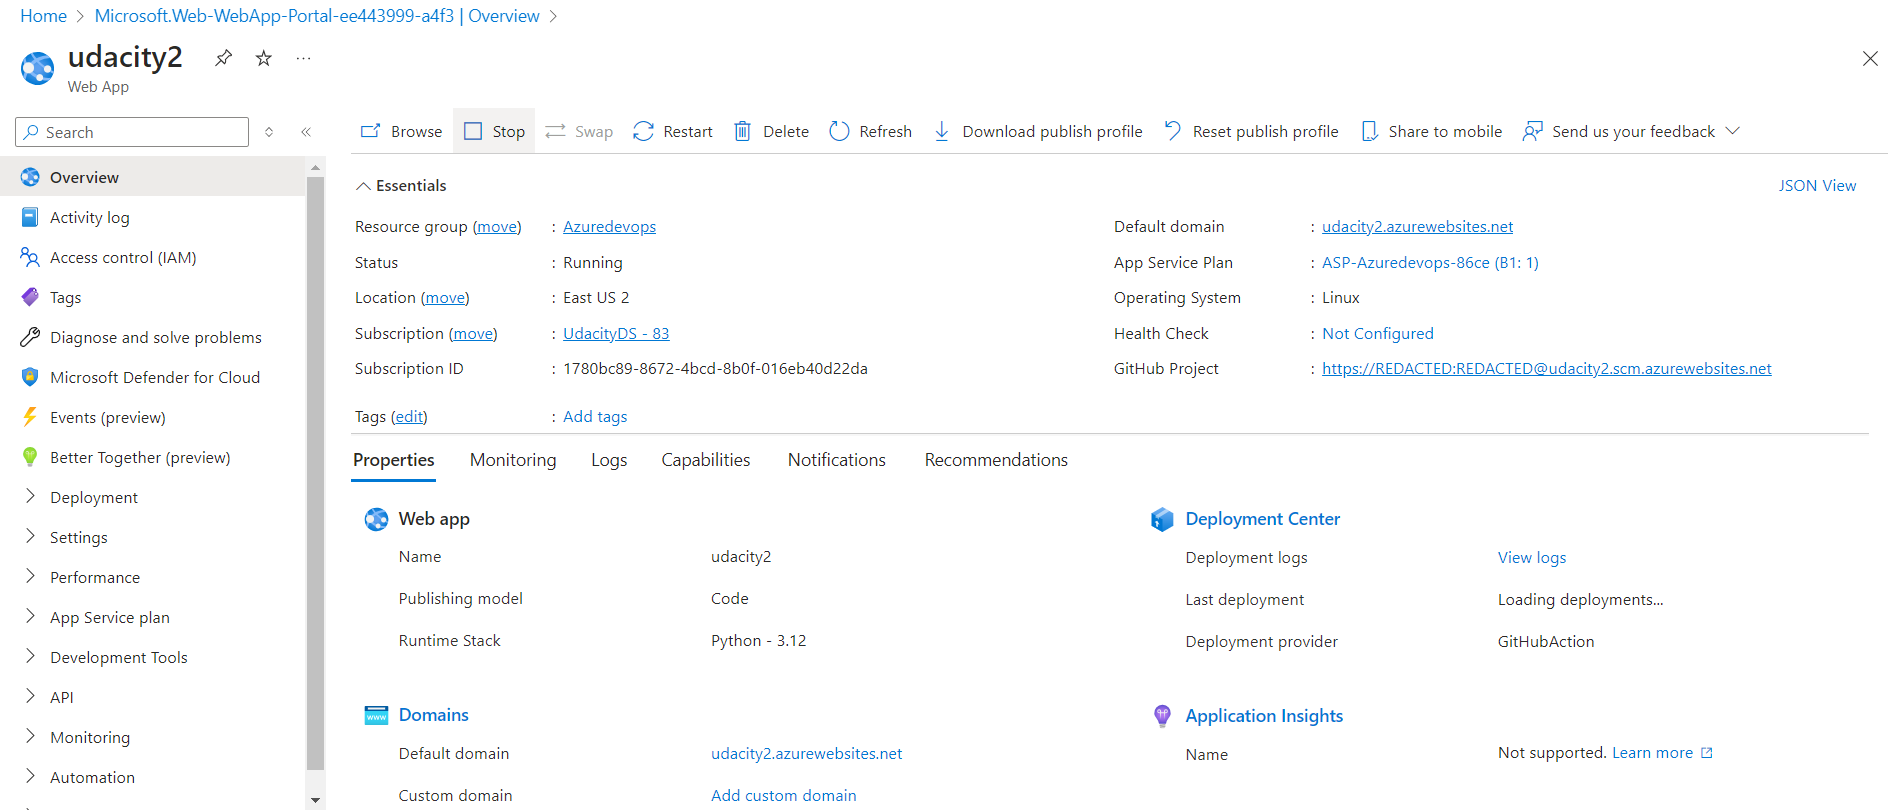 Home > Microsoft.Web-WebApp-Portal-ee443999-a4f3 | Overview >
udacity2
Web App
Search
Overview
Activity log
Access control (IAM)
Tags
Diagnose and solve problems
Microsoft Defender for Cloud
Events (preview)
Better Together (preview)
Deployment
Settings
Performance
App Service plan
Development Tools
API
Monitoring
Automation
Browse Stop Swap Restart Delete Refresh Download publish profile Reset publish profile Share to mobile Send us your feedback
Essentials JSON View
Resource group (move) : Azuredevops
Status : Running
Location (move) : East US 2
Subscription (move) : UdacityDS - 83
Subscription ID : 1780bc89-8672-4bcd-8b0f-016eb40d22da
Tags (edit) : Add tags
Default domain : udacity2.azurewebsites.net
App Service Plan : ASP-Azuredevops-86ce (B1: 1)
Operating System : Linux
Health Check : Not Configured
GitHub Project : https://REDACTED:REDACTED@udacity2.scm.azurewebsites.net
Properties Monitoring Logs Capabilities Notifications Recommendations
Web app
Name udacity2
Publishing model Code
Runtime Stack Python - 3.12
Domains
www
Default domain udacity2.azurewebsites.net
Custom domain Add custom domain
Deployment Center
Deployment logs View logs
Last deployment Loading deployments...
Deployment provider GitHubAction
Application Insights
Name Not supported. Learn more